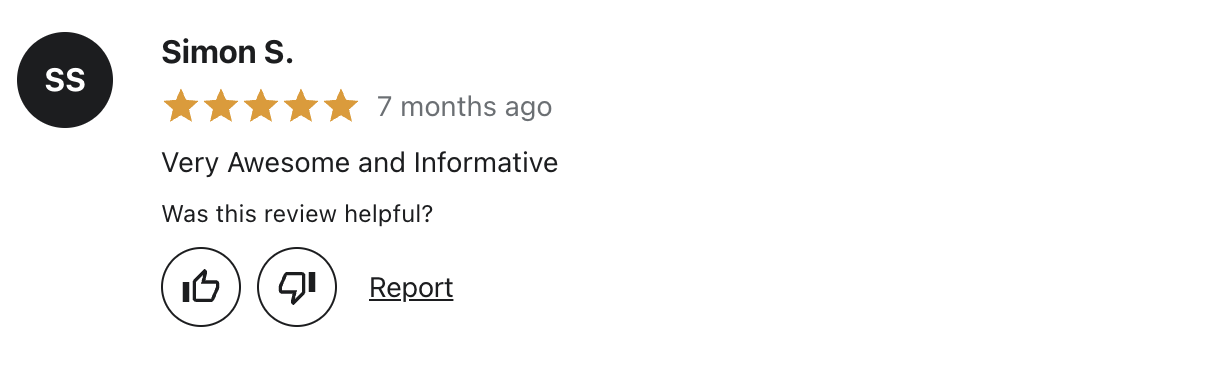 SS
Simon S.
7 months ago
Very Awesome and Informative
Was this review helpful?
Report